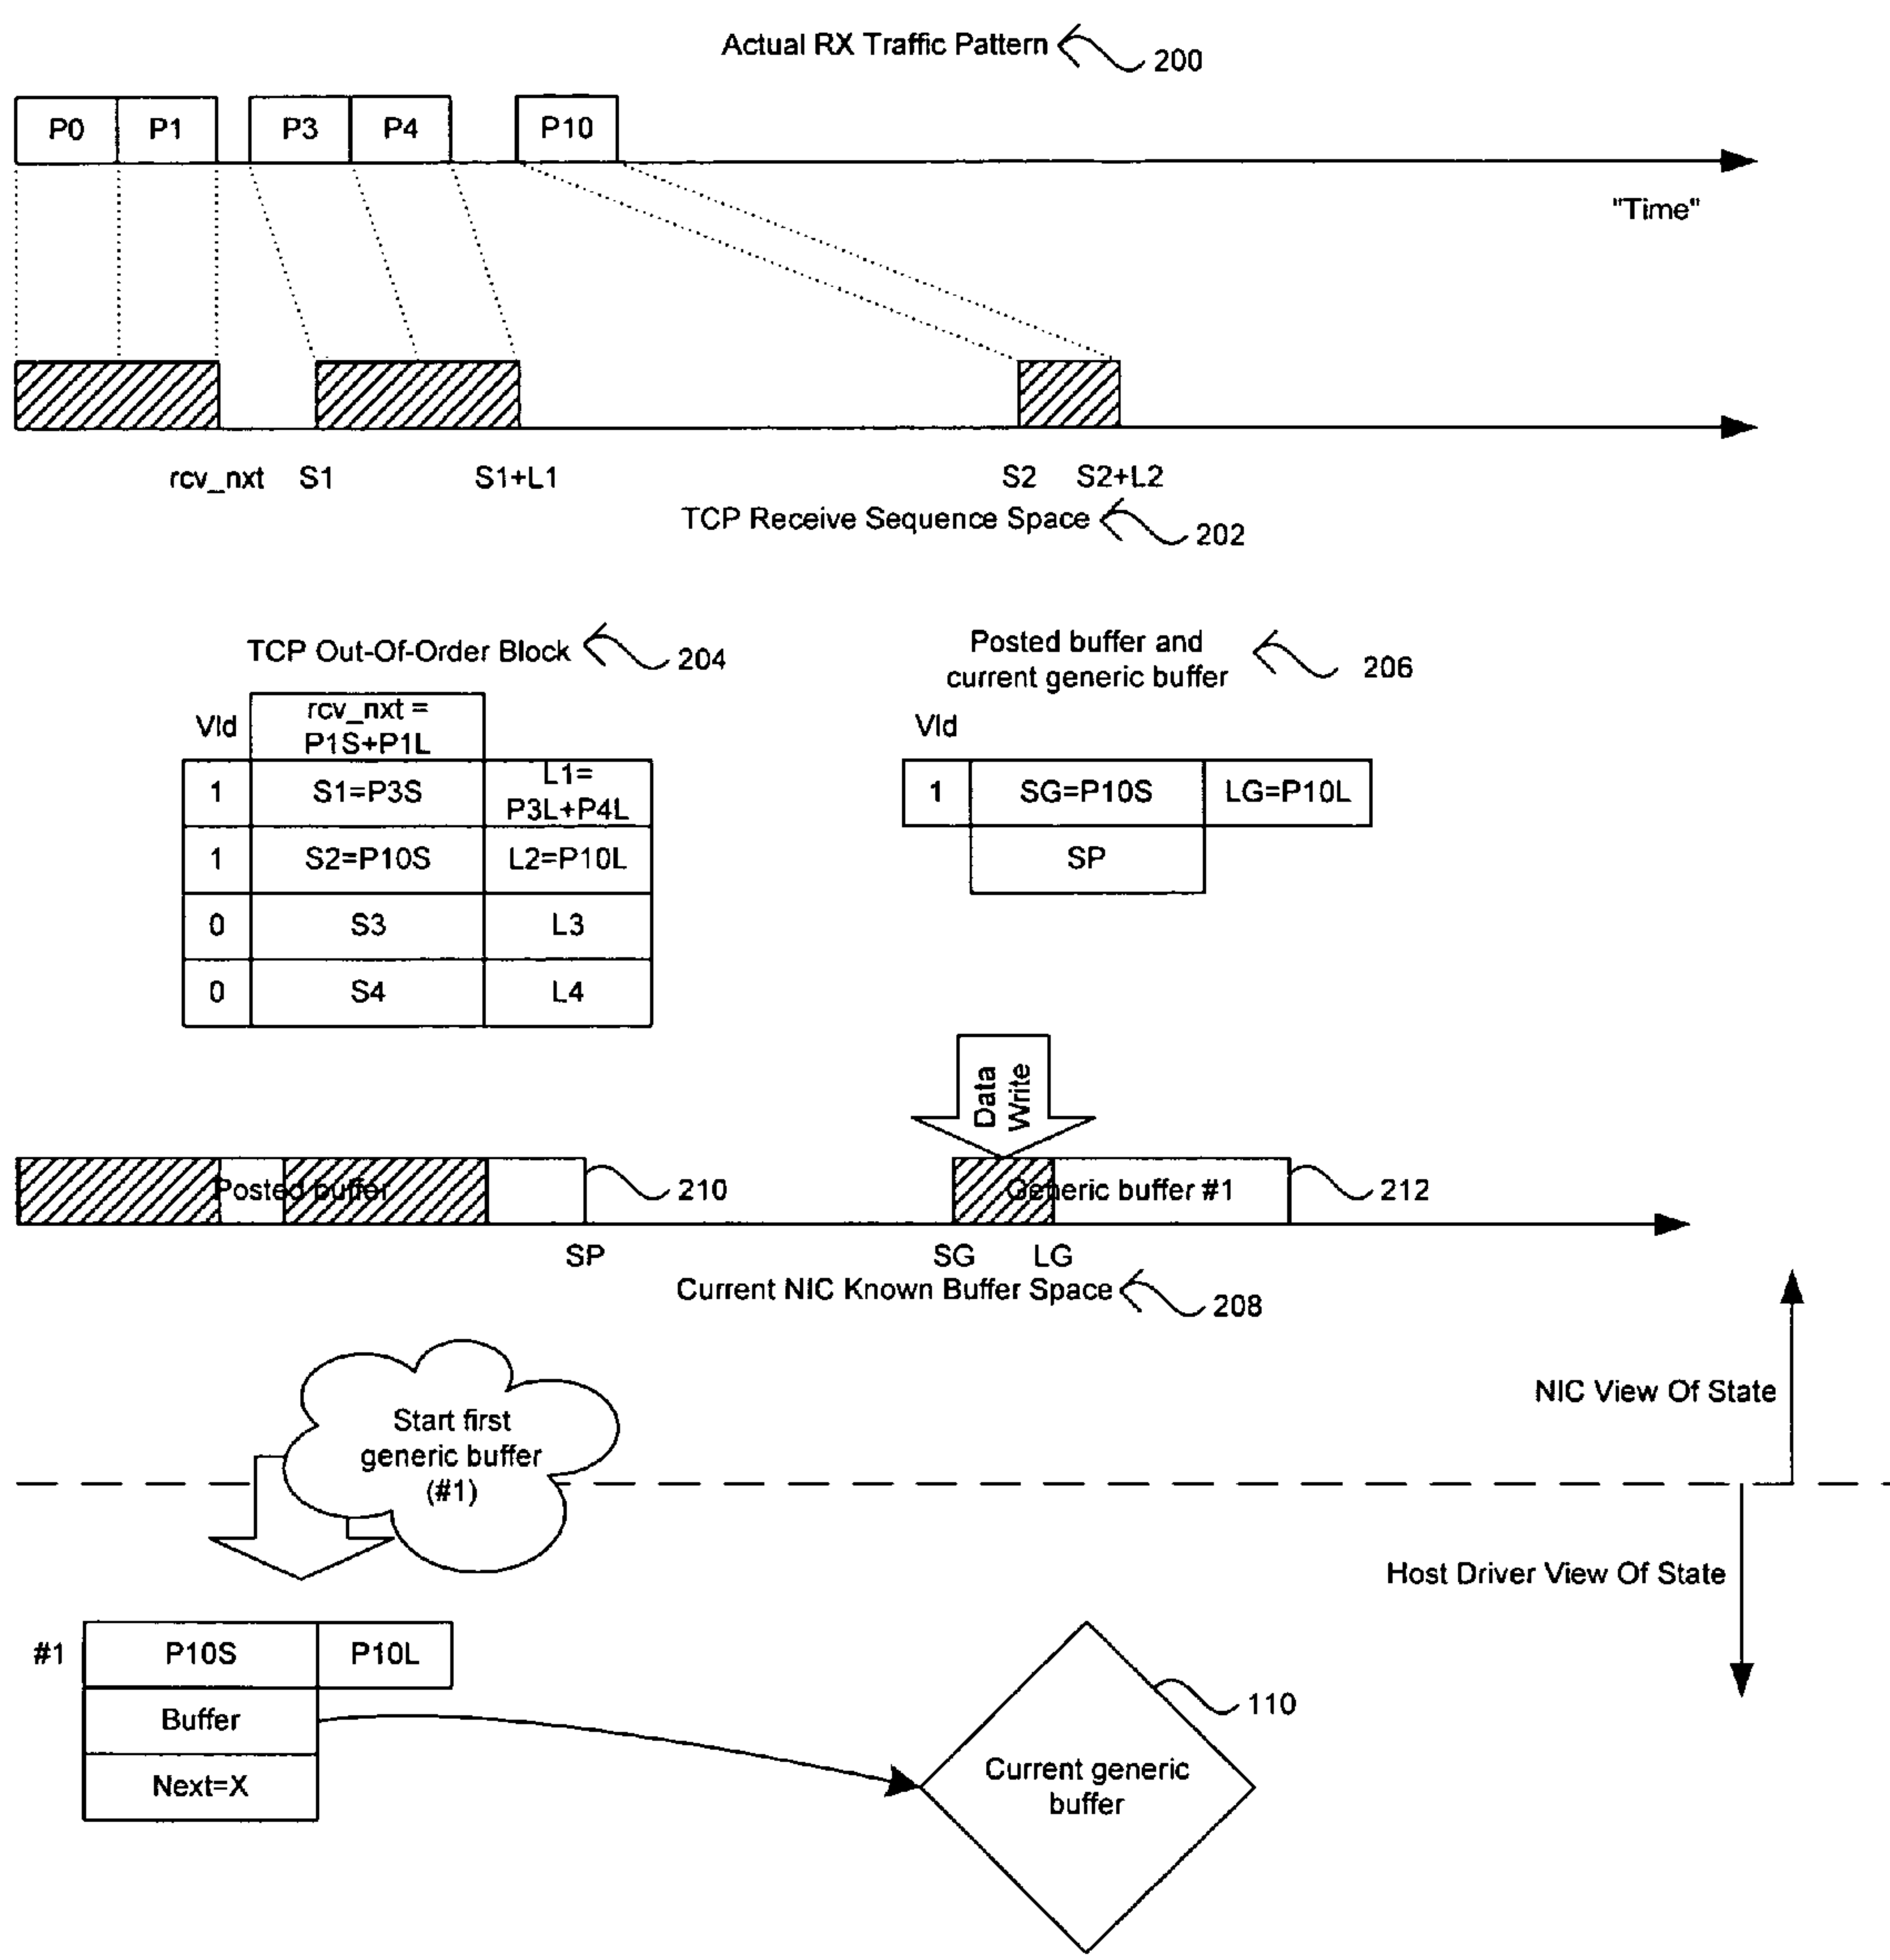 Actual RX Traffic Pattern
200
P0 P1 P3 P4 P10
"Time"
rcv_nxt S1 S1+L1 S2 S2+L2
TCP Receive Sequence Space
202
TCP Out-Of-Order Block
204
Posted buffer and
current generic buffer
206
Vld
rcv_nxt =
P1S+P1L
1 S1=P3S L1=
P3L+P4L
1 S2=P10S L2=P10L
0 S3 L3
0 S4 L4
Vld
1 SG=P10S LG=P10L
SP
Data
Write
Posted buffer
210
Generic buffer #1
212
SP SG LG
Current NIC Known Buffer Space
208
NIC View Of State
Start first
generic buffer
(#1)
Host Driver View Of State
#1 P10S P10L
Buffer
Next=X
110
Current generic
buffer